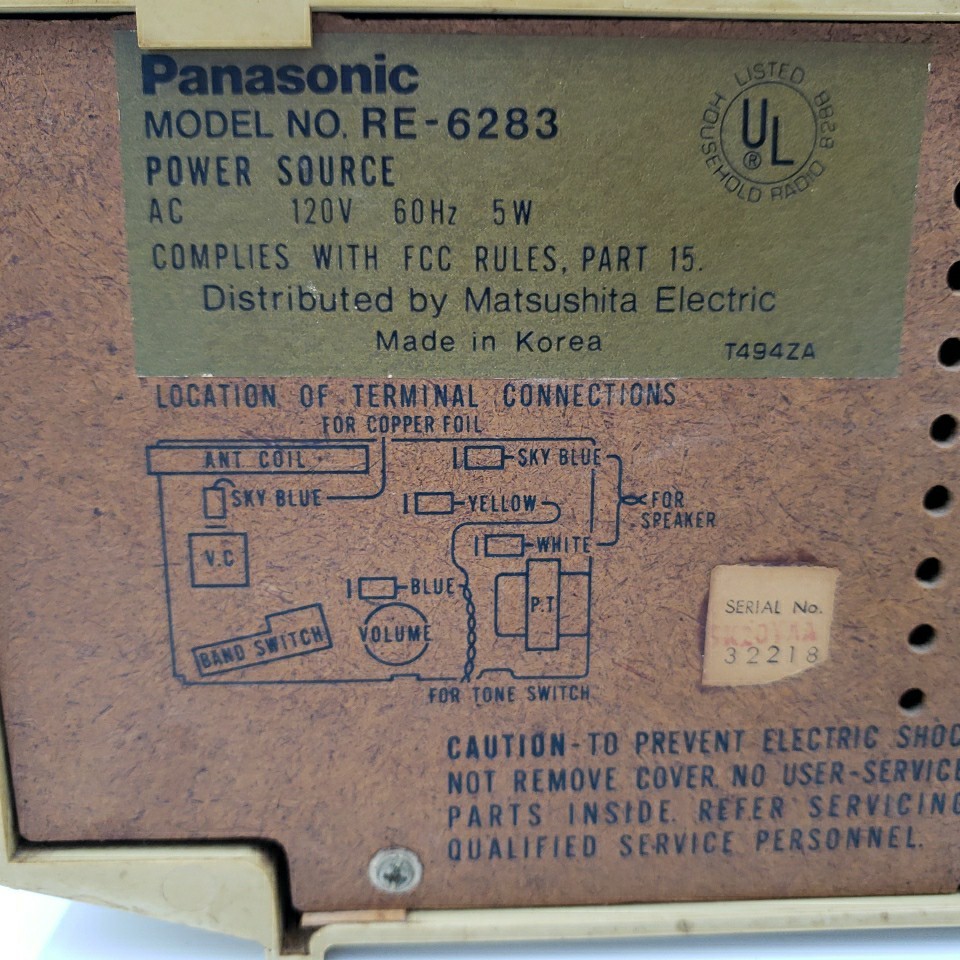 Panasonic
MODEL NO. RE-6283
POWER SOURCE
AC 120V 60Hz 5W
COMPLIES WITH FCC RULES, PART 15.
Distributed by Matsushita Electric
Made in Korea T494ZA
LISTED 882B
UL ®
HOUSEHOLD RADIO
LOCATION OF TERMINAL CONNECTIONS
FOR COPPER FOIL
ANT COIL
SKY BLUE
SKY BLUE
YELLOW
FOR
SPEAKER
WHITE
V.C
BLUE
P.T
VOLUME
BAND SWITCH
FOR TONE SWITCH
SERIAL No.
32218
CAUTION-TO PREVENT ELECTRIC SHOC
NOT REMOVE COVER. NO USER-SERVICE
PARTS INSIDE. REFER SERVICING
QUALIFIED SERVICE PERSONNEL.